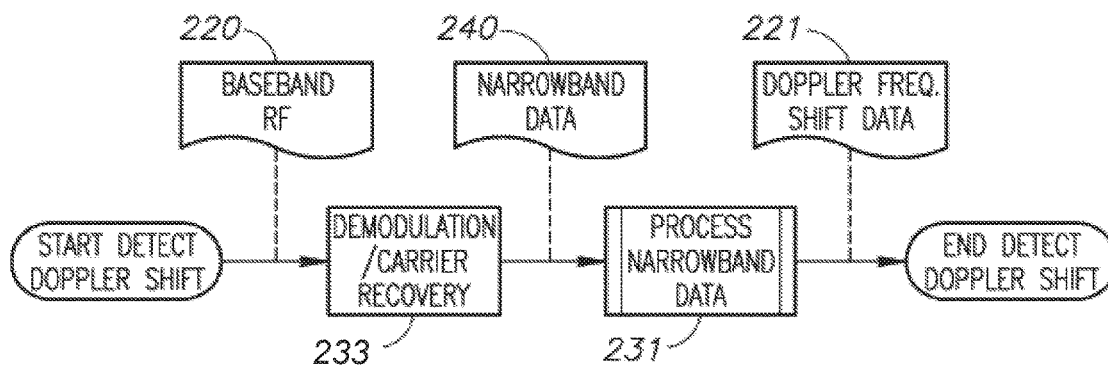 220
240
221
BASEBAND
RF
NARROWBAND
DATA
DOPPLER FREQ.
SHIFT DATA
START DETECT
DOPPLER SHIFT
DEMODULATION
/CARRIER
RECOVERY
PROCESS
NARROWBAND
DATA
END DETECT
DOPPLER SHIFT
233
231